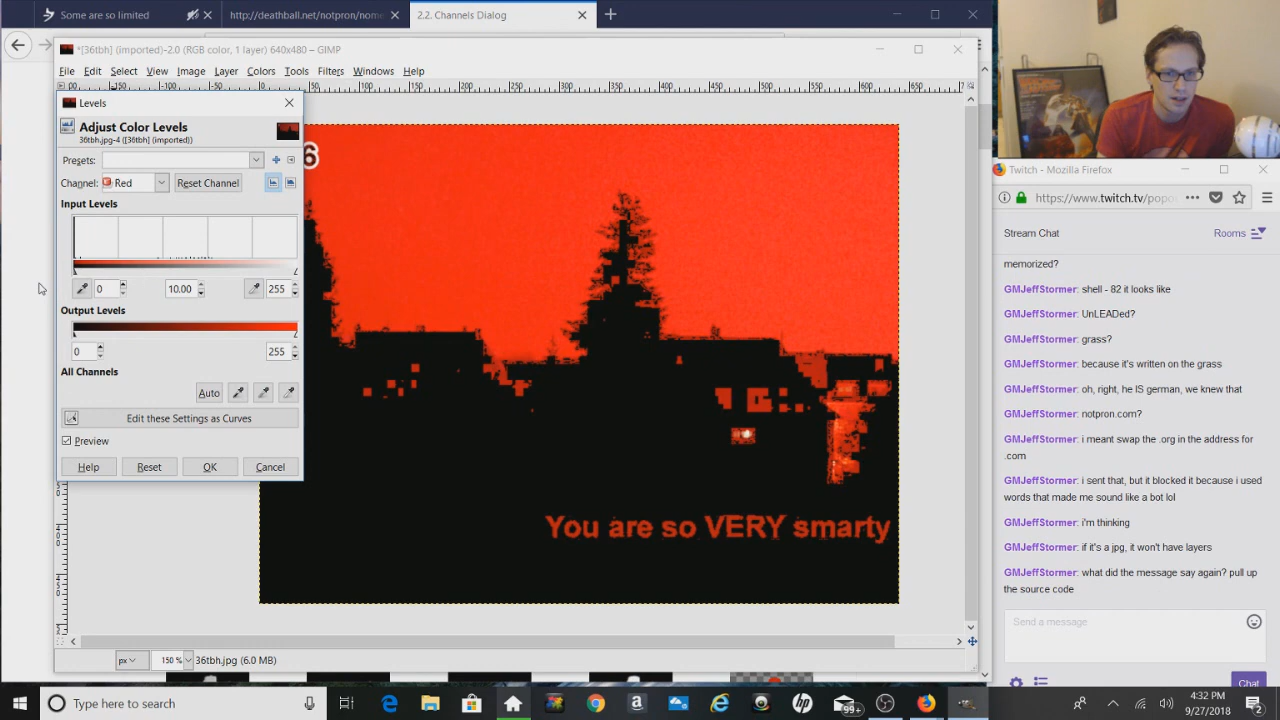 Some are so limited
http://deathball.net/notpron/nome
2.2. Channels Dialog
*[36tbh] (imported)-2.0 (RGB color, 1 layer) 640x480 – GIMP
File Edit Select View Image Layer Colors Tools Filters Windows Help
Levels
Adjust Color Levels
36tbh.jpg-4 ([36tbh] (imported))
Presets:
Channel: Red Reset Channel
Input Levels
0 10.00 255
Output Levels
0 255
All Channels
Auto
Edit these Settings as Curves
Preview
Help Reset OK Cancel
6
You are so VERY smarty
px 150 % 36tbh.jpg (6.0 MB)
Twitch - Mozilla Firefox
https://www.twitch.tv/popo
Stream Chat Rooms
memorized?
GMJeffStormer: shell - 82 it looks like
GMJeffStormer: UnLEADed?
GMJeffStormer: grass?
GMJeffStormer: because it's written on the grass
GMJeffStormer: oh, right, he IS german, we knew that
GMJeffStormer: notpron.com?
GMJeffStormer: i meant swap the .org in the address for
.com
GMJeffStormer: i sent that, but it blocked it because i used
words that made me sound like a bot lol
GMJeffStormer: i'm thinking
GMJeffStormer: if it's a jpg, it won't have layers
GMJeffStormer: what did the message say again? pull up
the source code
Send a message
Chat
Type here to search
99+
4:32 PM
9/27/2018
2